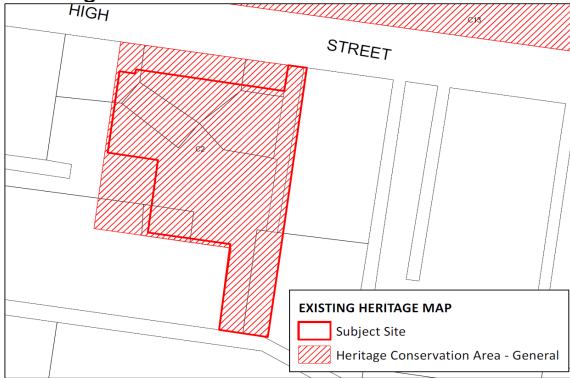 HIGH
STREET
C13
C2
EXISTING HERITAGE MAP
Subject Site
Heritage Conservation Area - General